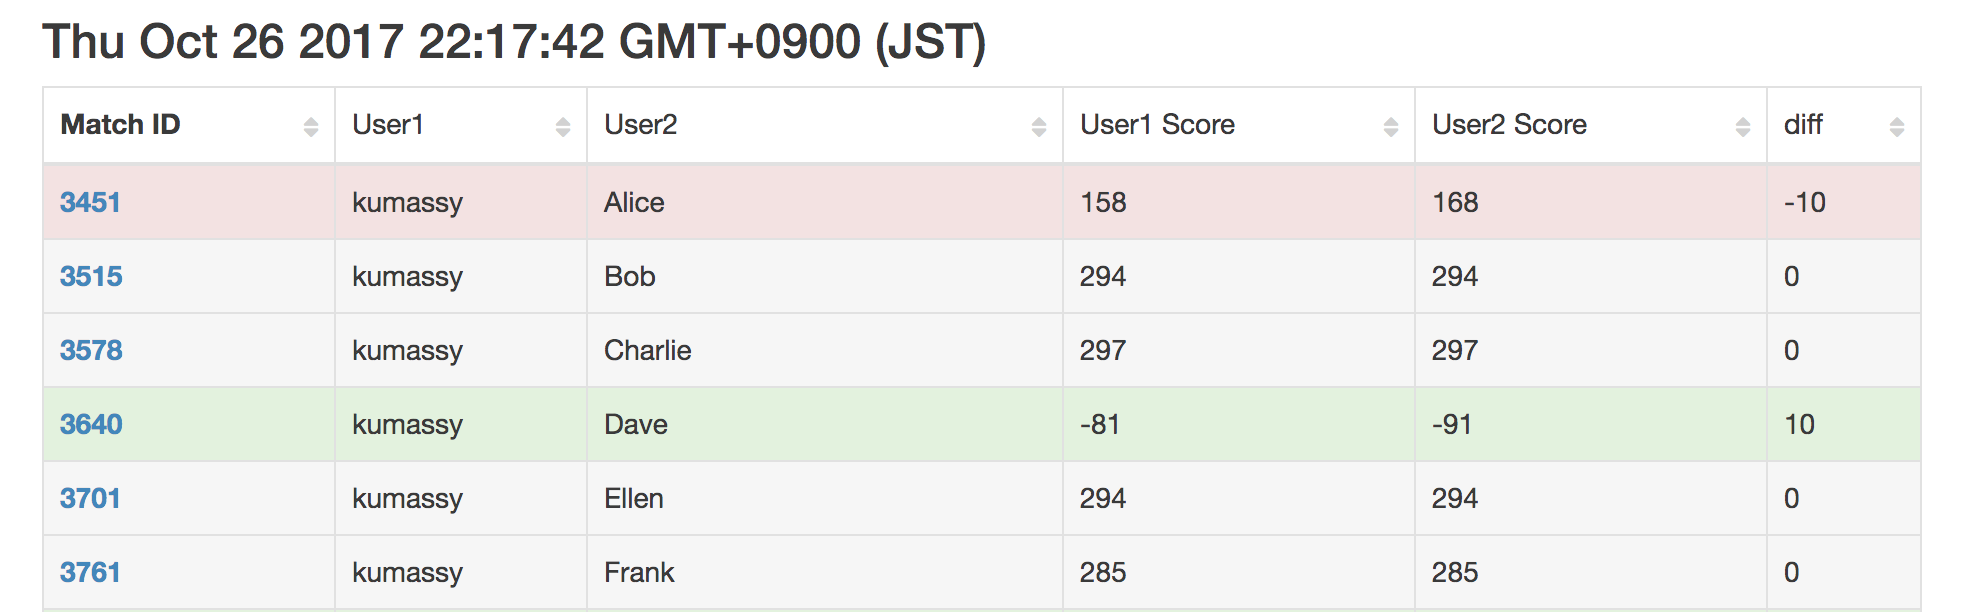 Thu Oct 26 2017 22:17:42 GMT+0900 (JST)
Match ID User1 User2 User1 Score User2 Score diff
3451 kumassy Alice 158 168 -10
3515 kumassy Bob 294 294 0
3578 kumassy Charlie 297 297 0
3640 kumassy Dave -81 -91 10
3701 kumassy Ellen 294 294 0
3761 kumassy Frank 285 285 0